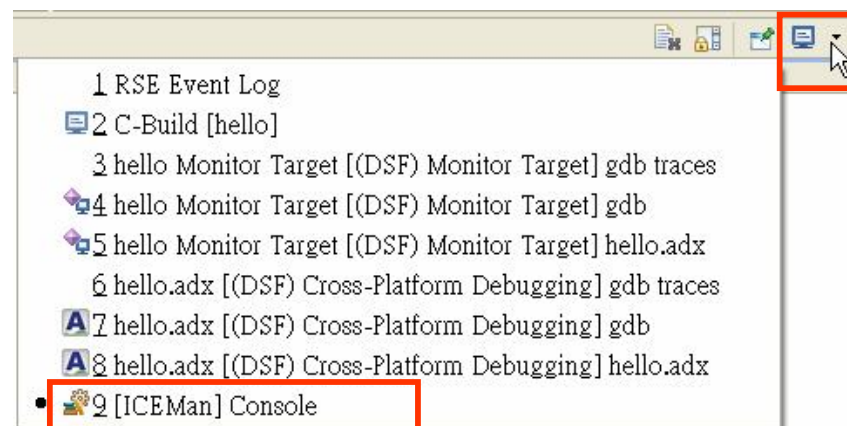 1 RSE Event Log
2 C-Build [hello]
3 hello Monitor Target [(DSF) Monitor Target] gdb traces
4 hello Monitor Target [(DSF) Monitor Target] gdb
5 hello Monitor Target [(DSF) Monitor Target] hello.adx
6 hello.adx [(DSF) Cross-Platform Debugging] gdb traces
A 7 hello.adx [(DSF) Cross-Platform Debugging] gdb
A 8 hello.adx [(DSF) Cross-Platform Debugging] hello.adx
9 [ICEMan] Console